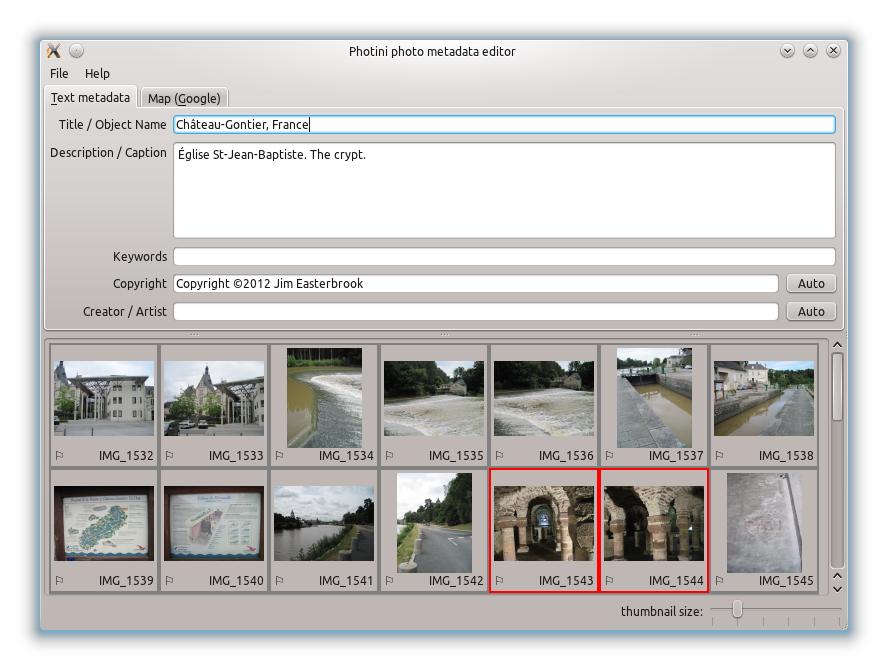 Photini photo metadata editor
File Help
Text metadata Map (Google)
Title / Object Name Château-Gontier, France
Description / Caption Église St-Jean-Baptiste. The crypt.
Keywords
Copyright Copyright ©2012 Jim Easterbrook Auto
Creator / Artist Auto
IMG_1532 IMG_1533 IMG_1534 IMG_1535 IMG_1536 IMG_1537 IMG_1538
IMG_1539 IMG_1540 IMG_1541 IMG_1542 IMG_1543 IMG_1544 IMG_1545
thumbnail size: